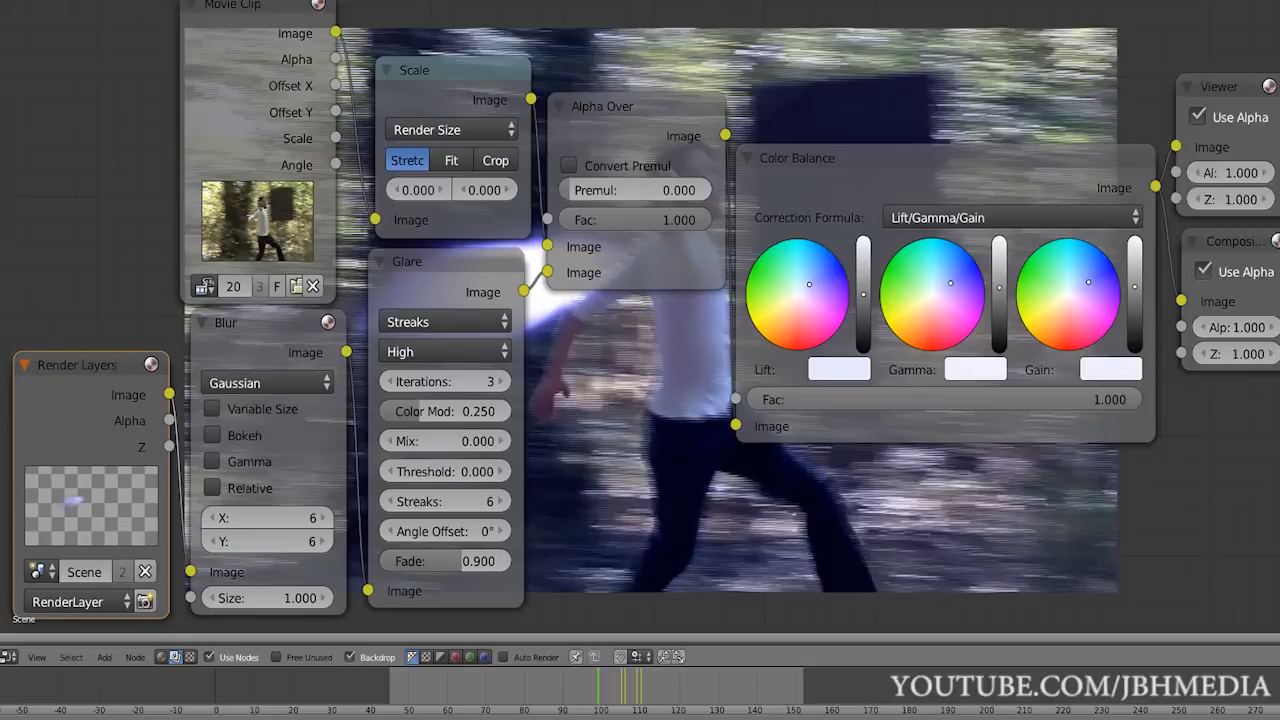 Movie Clip
Image
Alpha
Offset X
Offset Y
Scale
Angle
20
3
F
Scale
Image
Render Size
Stretc
Fit
Crop
0.000
0.000
Image
Alpha Over
Image
Convert Premul
Premul: 0.000
Fac: 1.000
Image
Image
Color Balance
Image
Correction Formula:
Lift/Gamma/Gain
Lift:
Gamma:
Gain:
Fac: 1.000
Image
Viewer
Use Alpha
Image
Al: 1.000
Z: 1.000
Composi...
Use Alpha
Image
Alp: 1.000
Z: 1.000
Glare
Image
Streaks
High
Iterations: 3
Color Mod: 0.250
Mix: 0.000
Threshold: 0.000
Streaks: 6
Angle Offset: 0°
Fade: 0.900
Image
Blur
Image
Gaussian
Variable Size
Bokeh
Gamma
Relative
X: 6
Y: 6
Image
Size: 1.000
Render Layers
Image
Alpha
Z
Scene
2
RenderLayer
Scene
View
Select
Add
Node
Use Nodes
Free Unused
Backdrop
Auto Render
-50 -40 -30 -20 -10 0 10 20 30 40 50 60 70 80 90 100 110 120 130 140 150 160 170 180 190 200 210 220 230 240 250 260 270
YOUTUBE.COM/JBHMEDIA